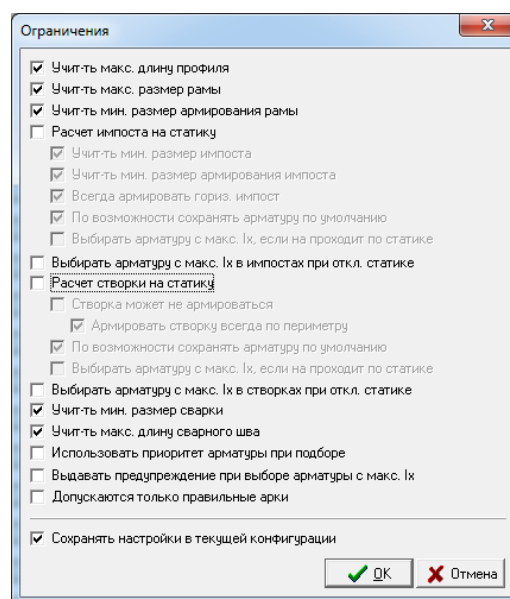 Ограничения
Учит-ть макс. длину профиля
Учит-ть макс. размер рамы
Учит-ть мин. размер армирования рамы
Расчет импоста на статику
Учит-ть мин. размер импоста
Учит-ть мин. размер армирования импоста
Всегда армировать гориз. импост
По возможности сохранять арматуру по умолчанию
Выбирать арматуру с макс. Ix, если на проходит по статике
Выбирать арматуру с макс. Ix в импостах при откл. статике
Расчет створки на статику
Створка может не армироваться
Армировать створку всегда по периметру
По возможности сохранять арматуру по умолчанию
Выбирать арматуру с макс. Ix, если на проходит по статике
Выбирать арматуру с макс. Ix в створках при откл. статике
Учит-ть мин. размер сварки
Учит-ть макс. длину сварного шва
Использовать приоритет арматуры при подборе
Выдавать предупреждение при выборе арматуры с макс. Ix
Допускаются только правильные арки
Сохранять настройки в текущей конфигурации
OK
Отмена